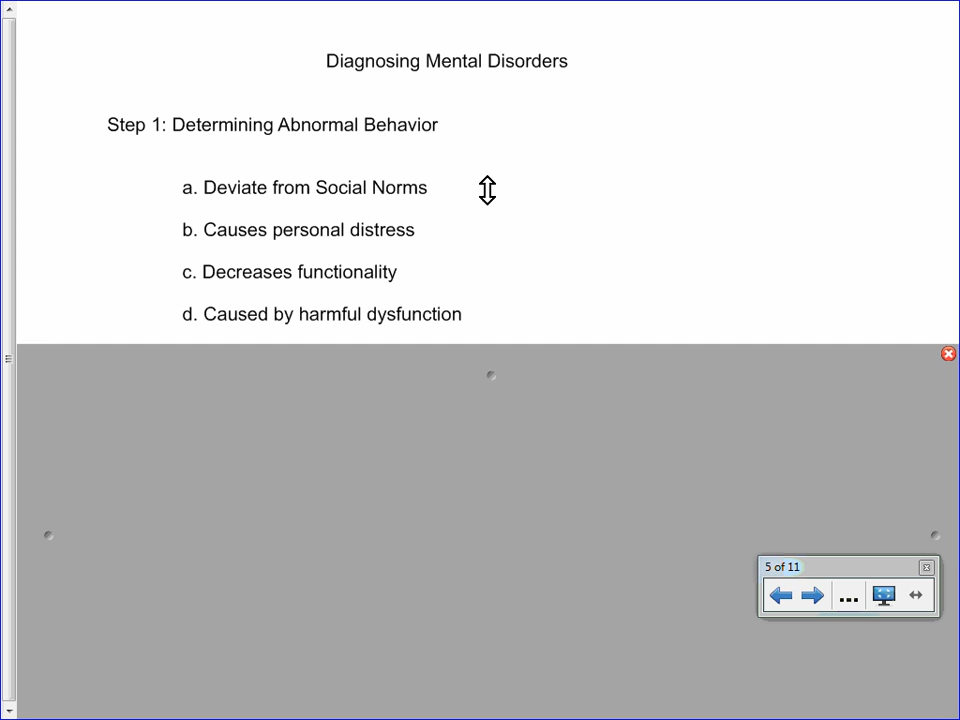 Diagnosing Mental Disorders
Step 1: Determining Abnormal Behavior
a. Deviate from Social Norms
b. Causes personal distress
c. Decreases functionality
d. Caused by harmful dysfunction
5 of 11
...